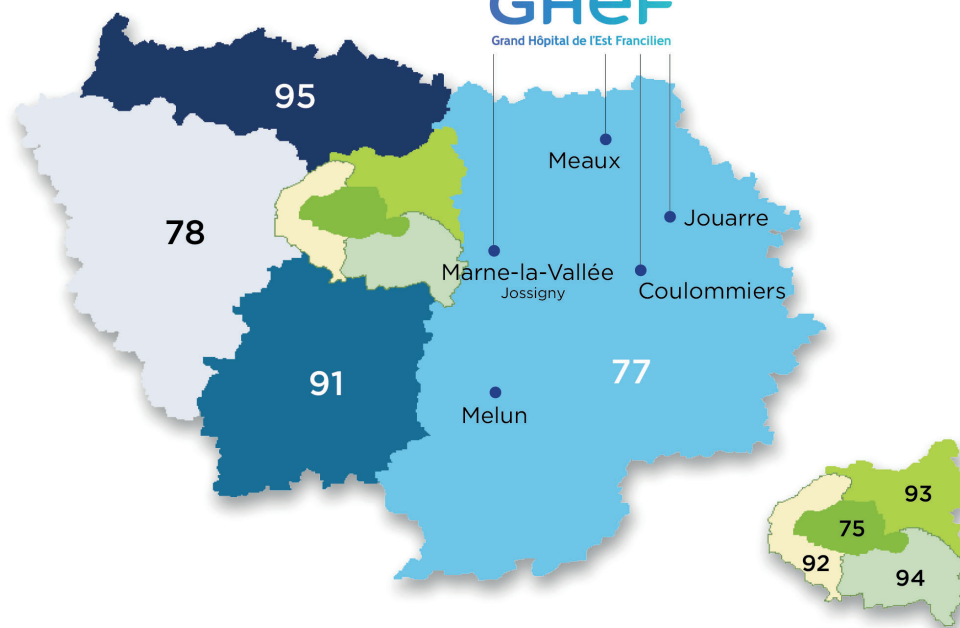 GHeF
Grand Hôpital de l'Est Francilien
95
Meaux
78
Jouarre
Marne-la-Vallée
Jossigny
Coulommiers
91
77
Melun
93
75
92
94